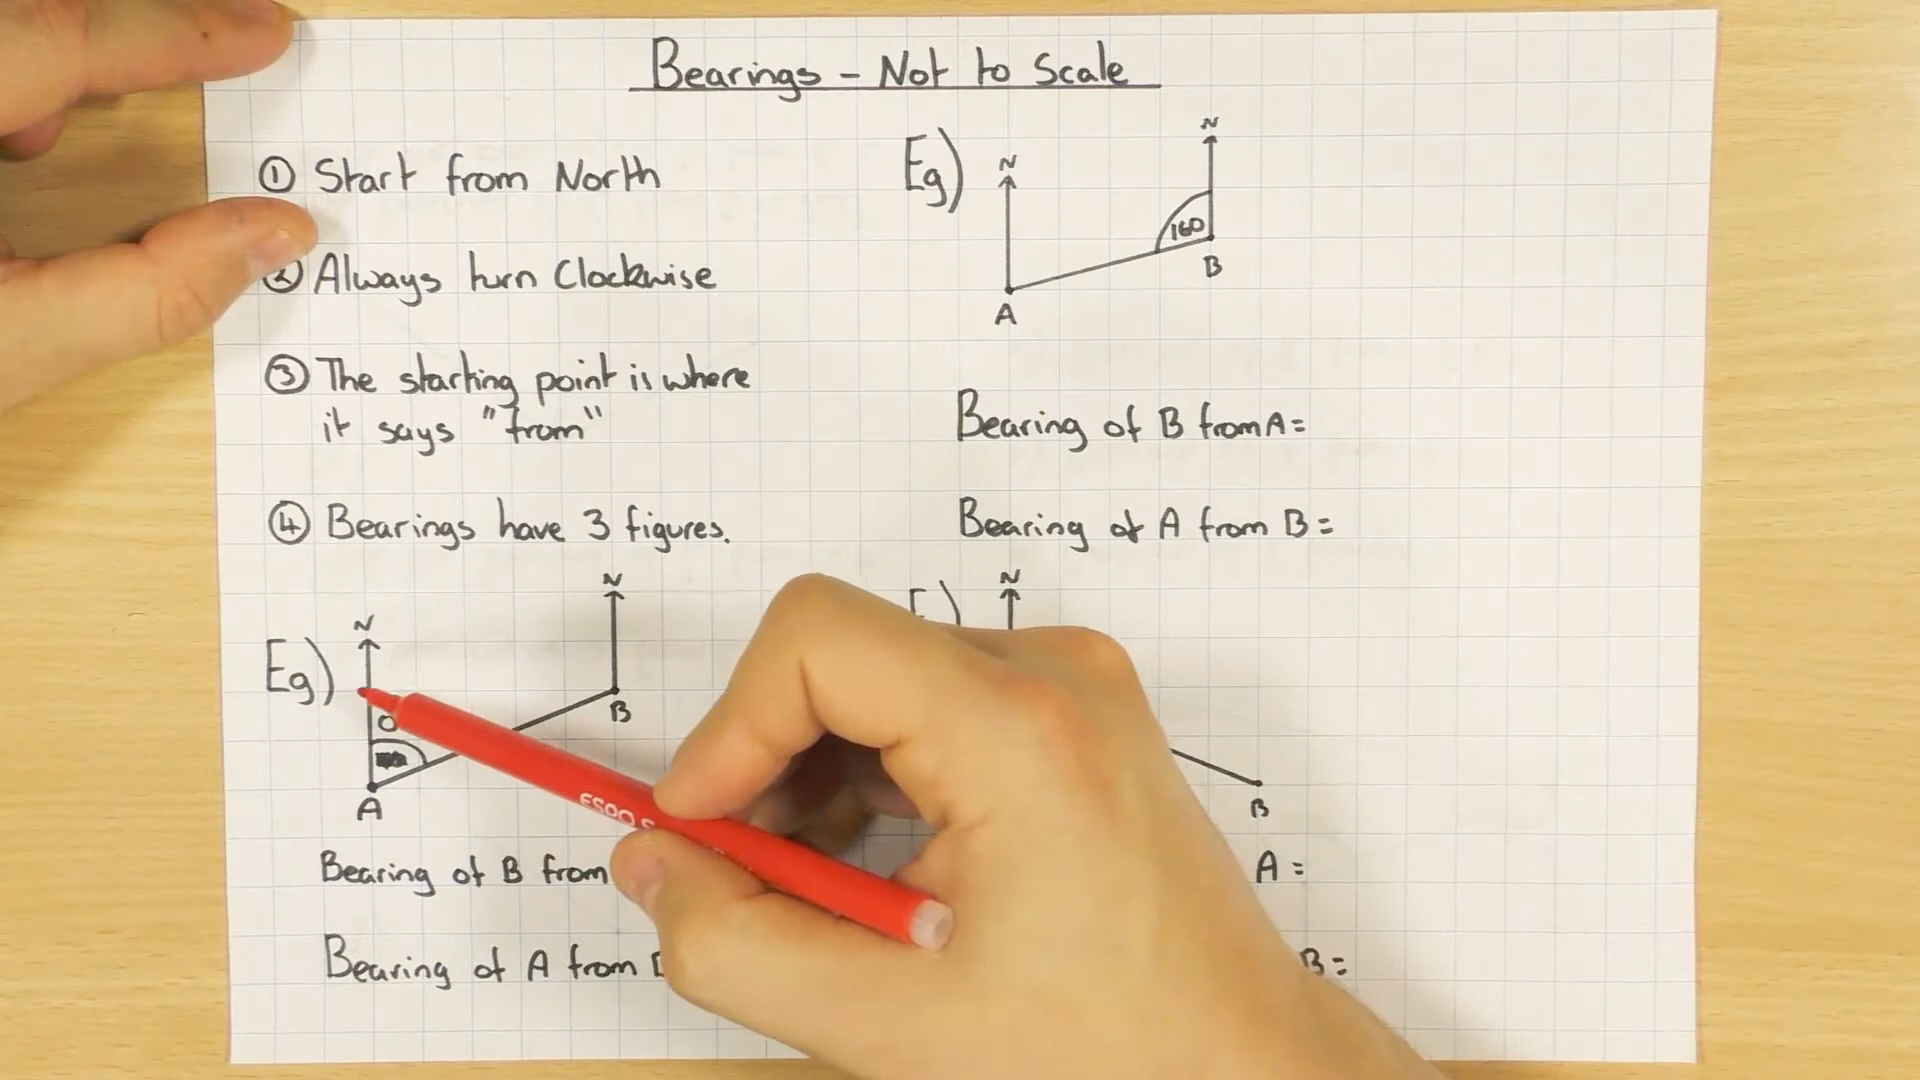 Bearings - Not to Scale
① Start from North
② Always turn Clockwise
③ The starting point is where
it says "from"
④ Bearings have 3 figures.
Eg)
N
A
N
B
Bearing of B from
Bearing of A from
Eg)
N
A
N
160
B
Bearing of B from A =
Bearing of A from B =
N
B
A =
B =